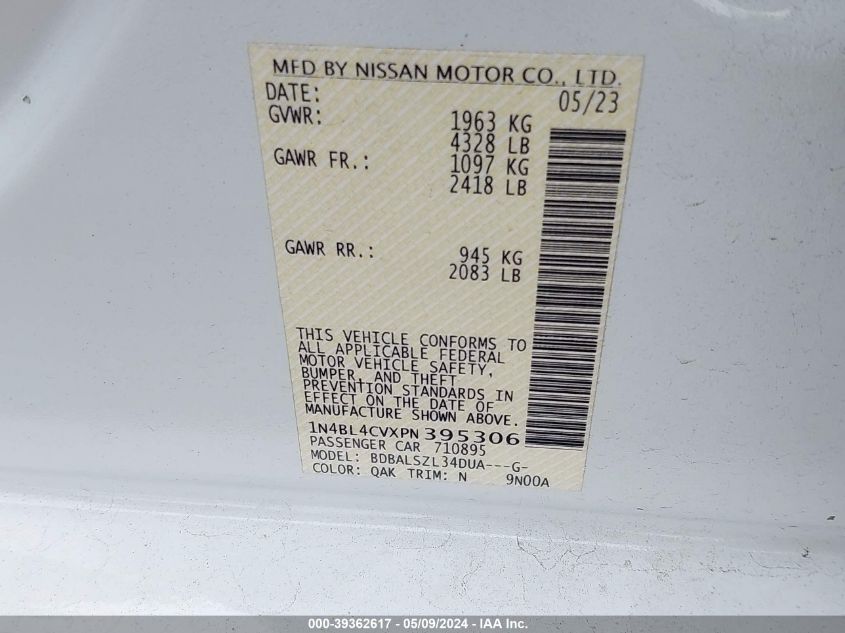 MFD BY NISSAN MOTOR CO., LTD.
DATE: 05/23
GVWR: 1963 KG
4328 LB
GAWR FR.: 1097 KG
2418 LB
GAWR RR.: 945 KG
2083 LB
THIS VEHICLE CONFORMS TO
ALL APPLICABLE FEDERAL
MOTOR VEHICLE SAFETY,
BUMPER, AND THEFT
PREVENTION STANDARDS IN
EFFECT ON THE DATE OF
MANUFACTURE SHOWN ABOVE.
1N4BL4CVXPN395306
PASSENGER CAR 710895
MODEL: BDBALSZL34DUA---G-
COLOR: QAK TRIM: N 9N00A
000-39362617 - 05/09/2024 - IAA Inc.